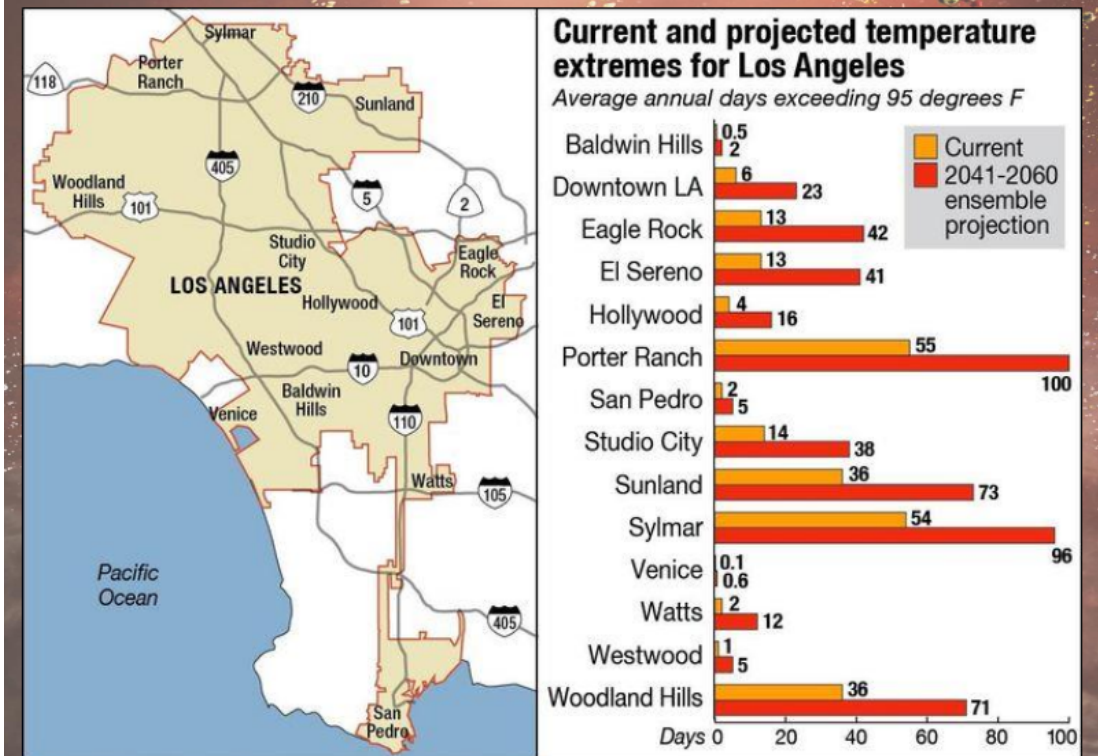 Sylmar
Porter
Ranch
118
210
Sunland
405
Woodland
Hills
101
5
2
Studio
City
Eagle
Rock
LOS ANGELES
Hollywood
El
Sereno
101
Westwood
10
Downtown
Baldwin
Hills
Venice
110
Watts
105
Pacific
Ocean
405
San
Pedro
Current and projected temperature
extremes for Los Angeles
Average annual days exceeding 95 degrees F
Current
2041-2060
ensemble
projection
Baldwin Hills 0.5
2
Downtown LA 6
23
Eagle Rock 13
42
El Sereno 13
41
Hollywood 4
16
Porter Ranch 55
100
San Pedro 2
5
Studio City 14
38
Sunland 36
73
Sylmar 54
96
Venice 0.1
0.6
Watts 2
12
Westwood 1
5
Woodland Hills 36
71
Days 0 20 40 60 80 100